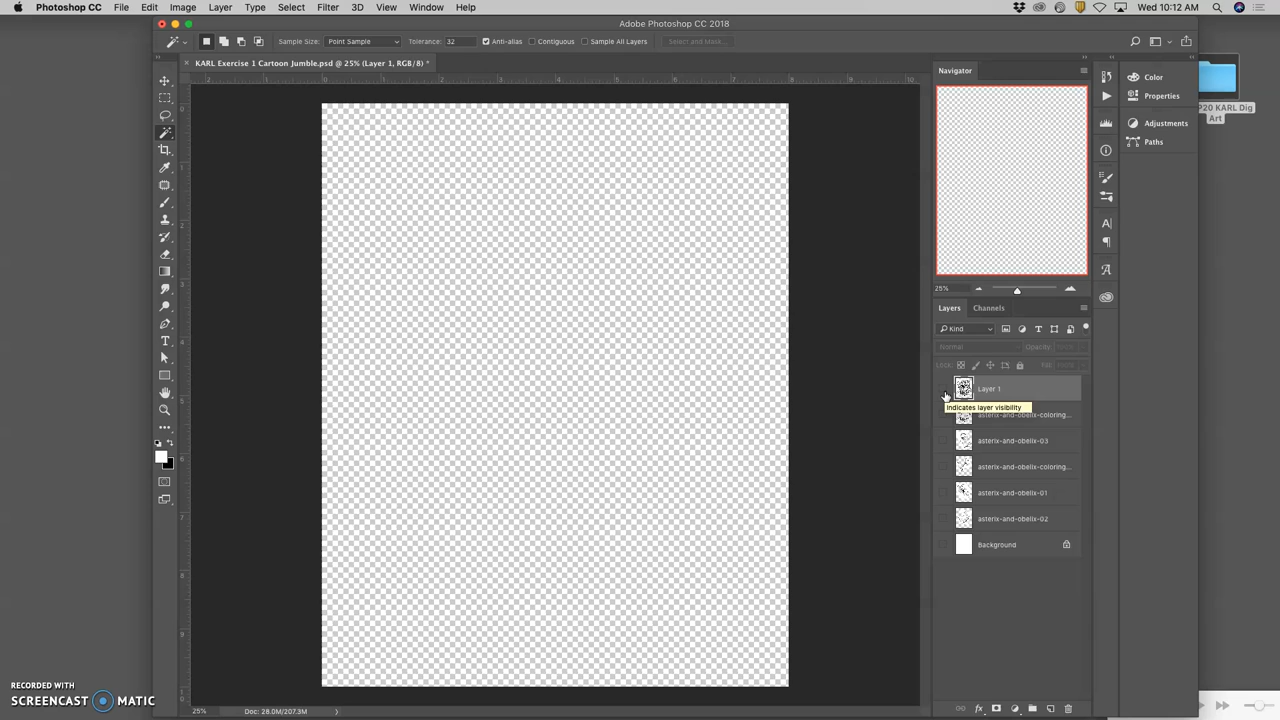 Photoshop CC File Edit Image Layer Type Select Filter 3D View Window Help
Wed 10:12 AM
Adobe Photoshop CC 2018
Sample Size: Point Sample Tolerance: 32 Anti-alias Contiguous Sample All Layers Select and Mask...
× KARL Exercise 1 Cartoon Jumble.psd @ 25% (Layer 1, RGB/8) *
Navigator
Color
Properties
P20 KARL Dig
Art
Adjustments
Paths
25%
Layers Channels
Kind
Normal Opacity:
Lock: Fill:
Layer 1
Indicates layer visibility
asterix-and-obelix-coloring...
asterix-and-obelix-03
asterix-and-obelix-coloring...
asterix-and-obelix-01
asterix-and-obelix-02
Background
RECORDED WITH
SCREENCAST MATIC
25% Doc: 28.0M/207.3M